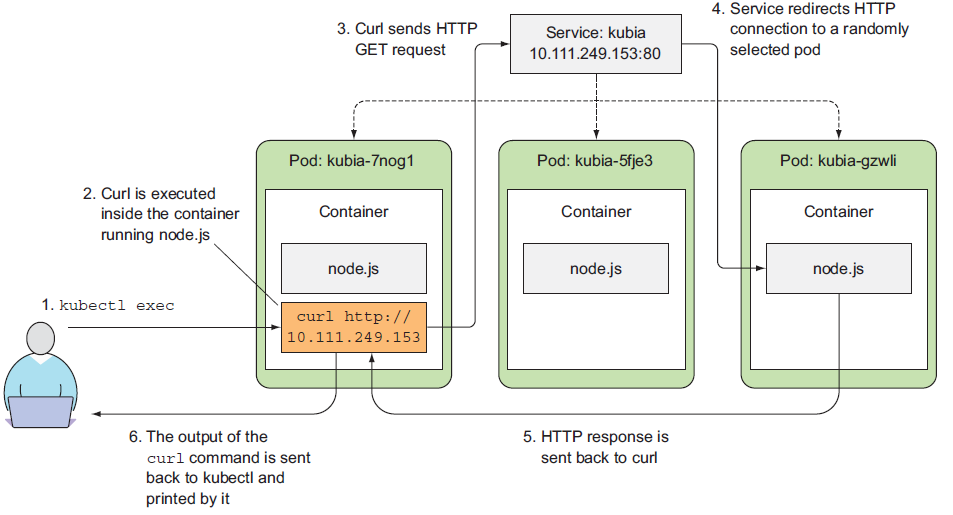 3. Curl sends HTTP
GET request
Service: kubia
10.111.249.153:80
4. Service redirects HTTP
connection to a randomly
selected pod
Pod: kubia-7nog1
Container
node.js
curl http://
10.111.249.153
Pod: kubia-5fje3
Container
node.js
Pod: kubia-gzwli
Container
node.js
2. Curl is executed
inside the container
running node.js
1. kubectl exec
6. The output of the
curl command is sent
back to kubectl and
printed by it
5. HTTP response is
sent back to curl